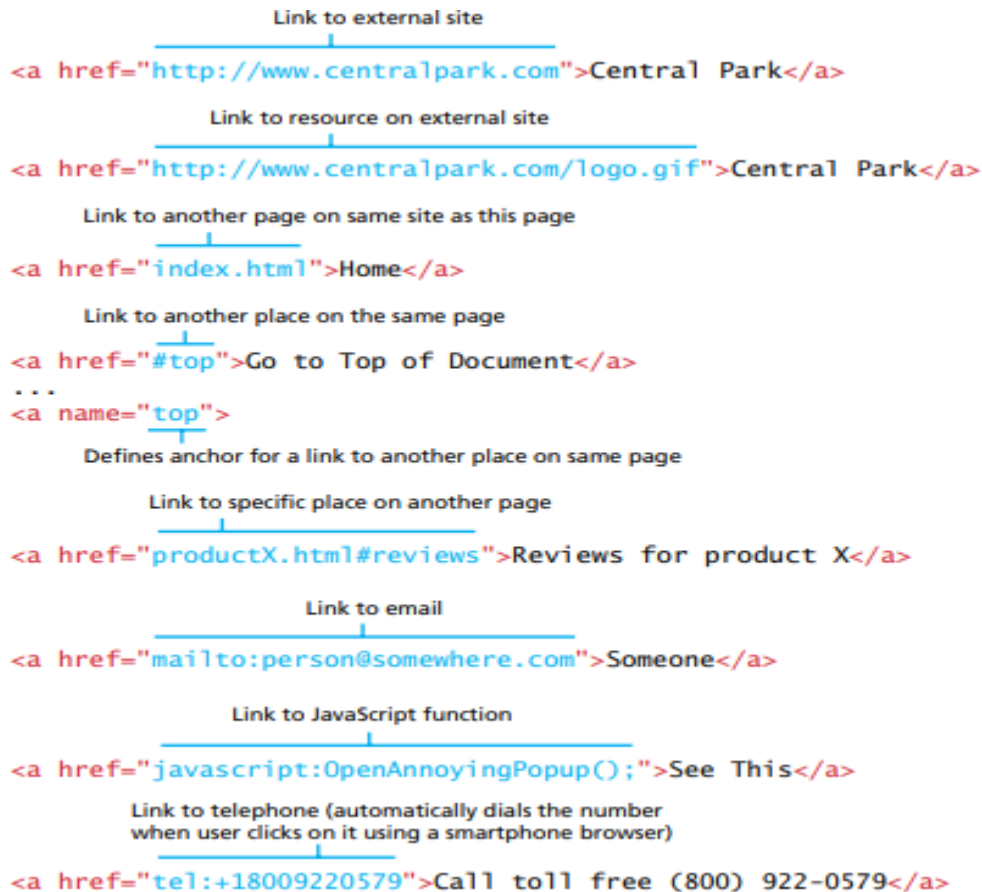 Link to external site
<a href="http://www.centralpark.com">Central Park</a>
Link to resource on external site
<a href="http://www.centralpark.com/logo.gif">Central Park</a>
Link to another page on same site as this page
<a href="index.html">Home</a>
Link to another place on the same page
<a href="#top">Go to Top of Document</a>
...
<a name="top">
Defines anchor for a link to another place on same page
Link to specific place on another page
<a href="productX.html#reviews">Reviews for product X</a>
Link to email
<a href="mailto:person@somewhere.com">Someone</a>
Link to JavaScript function
<a href="javascript:OpenAnnoyingPopup();">See This</a>
Link to telephone (automatically dials the number
when user clicks on it using a smartphone browser)
<a href="tel:+18009220579">Call toll free (800) 922-0579</a>